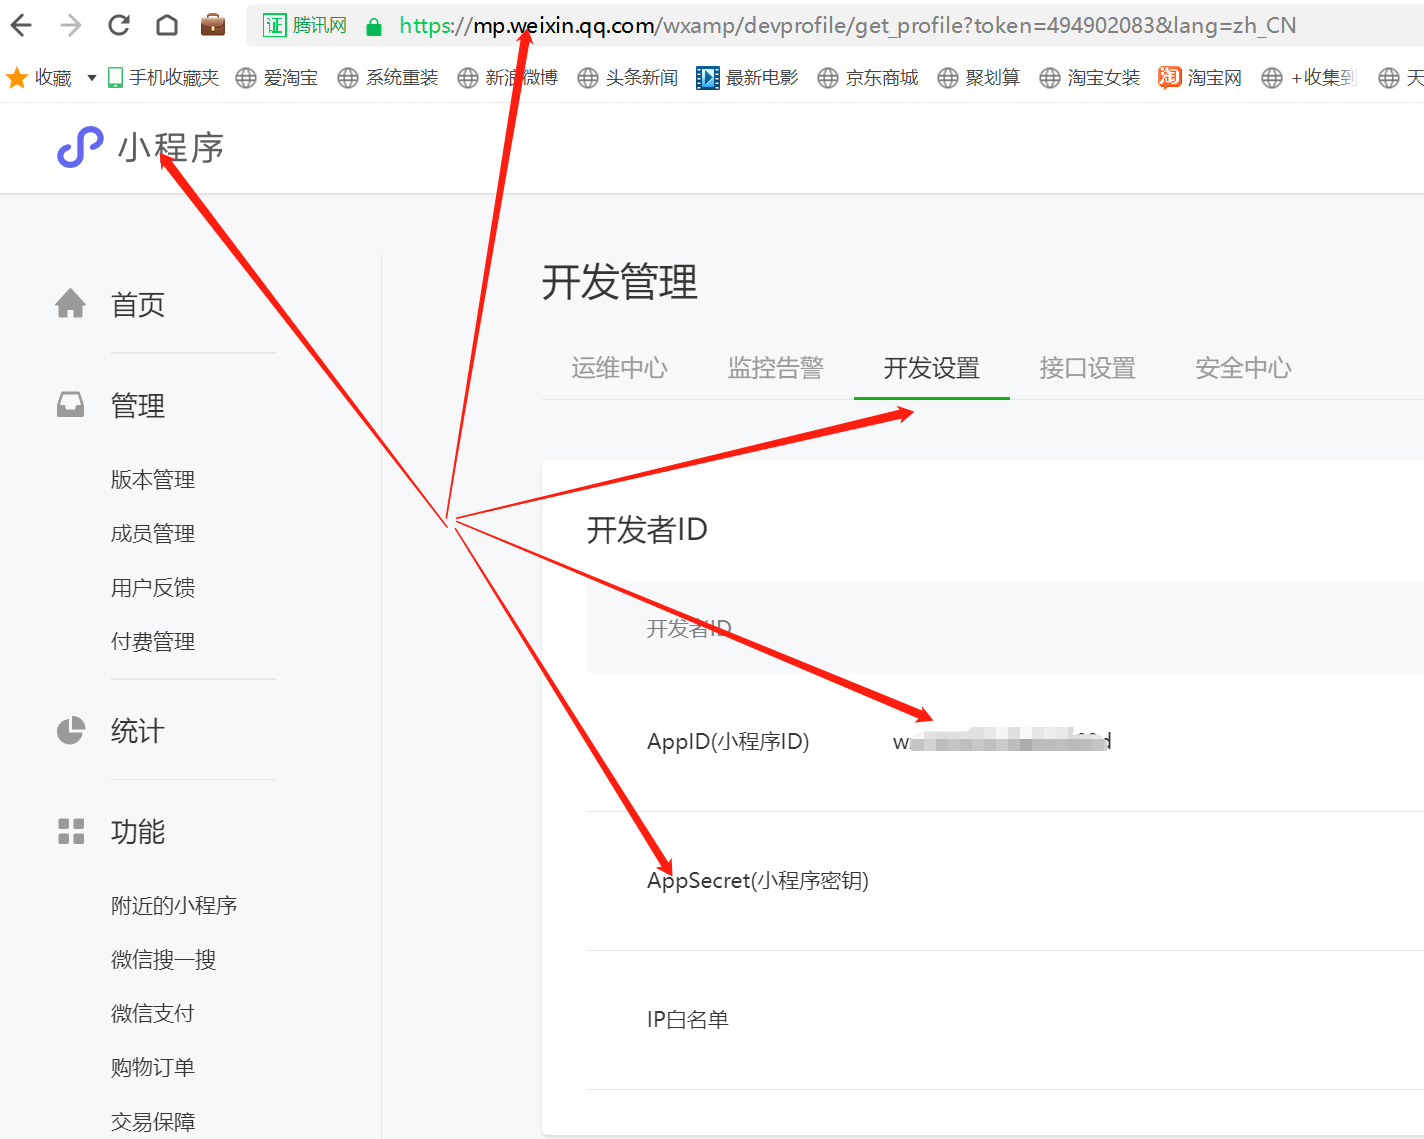 证 腾讯网 https://mp.weixin.qq.com/wxamp/devprofile/get_profile?token=494902083&lang=zh_CN
收藏 手机收藏夹 爱淘宝 系统重装 新浪微博 头条新闻 最新电影 京东商城 聚划算 淘宝女装 淘 淘宝网 +收集到 天
小程序
首页
管理
版本管理
成员管理
用户反馈
付费管理
统计
功能
附近的小程序
微信搜一搜
微信支付
购物订单
交易保障
开发管理
运维中心 监控告警 开发设置 接口设置 安全中心
开发者ID
开发者ID
AppID(小程序ID)
AppSecret(小程序密钥)
IP白名单